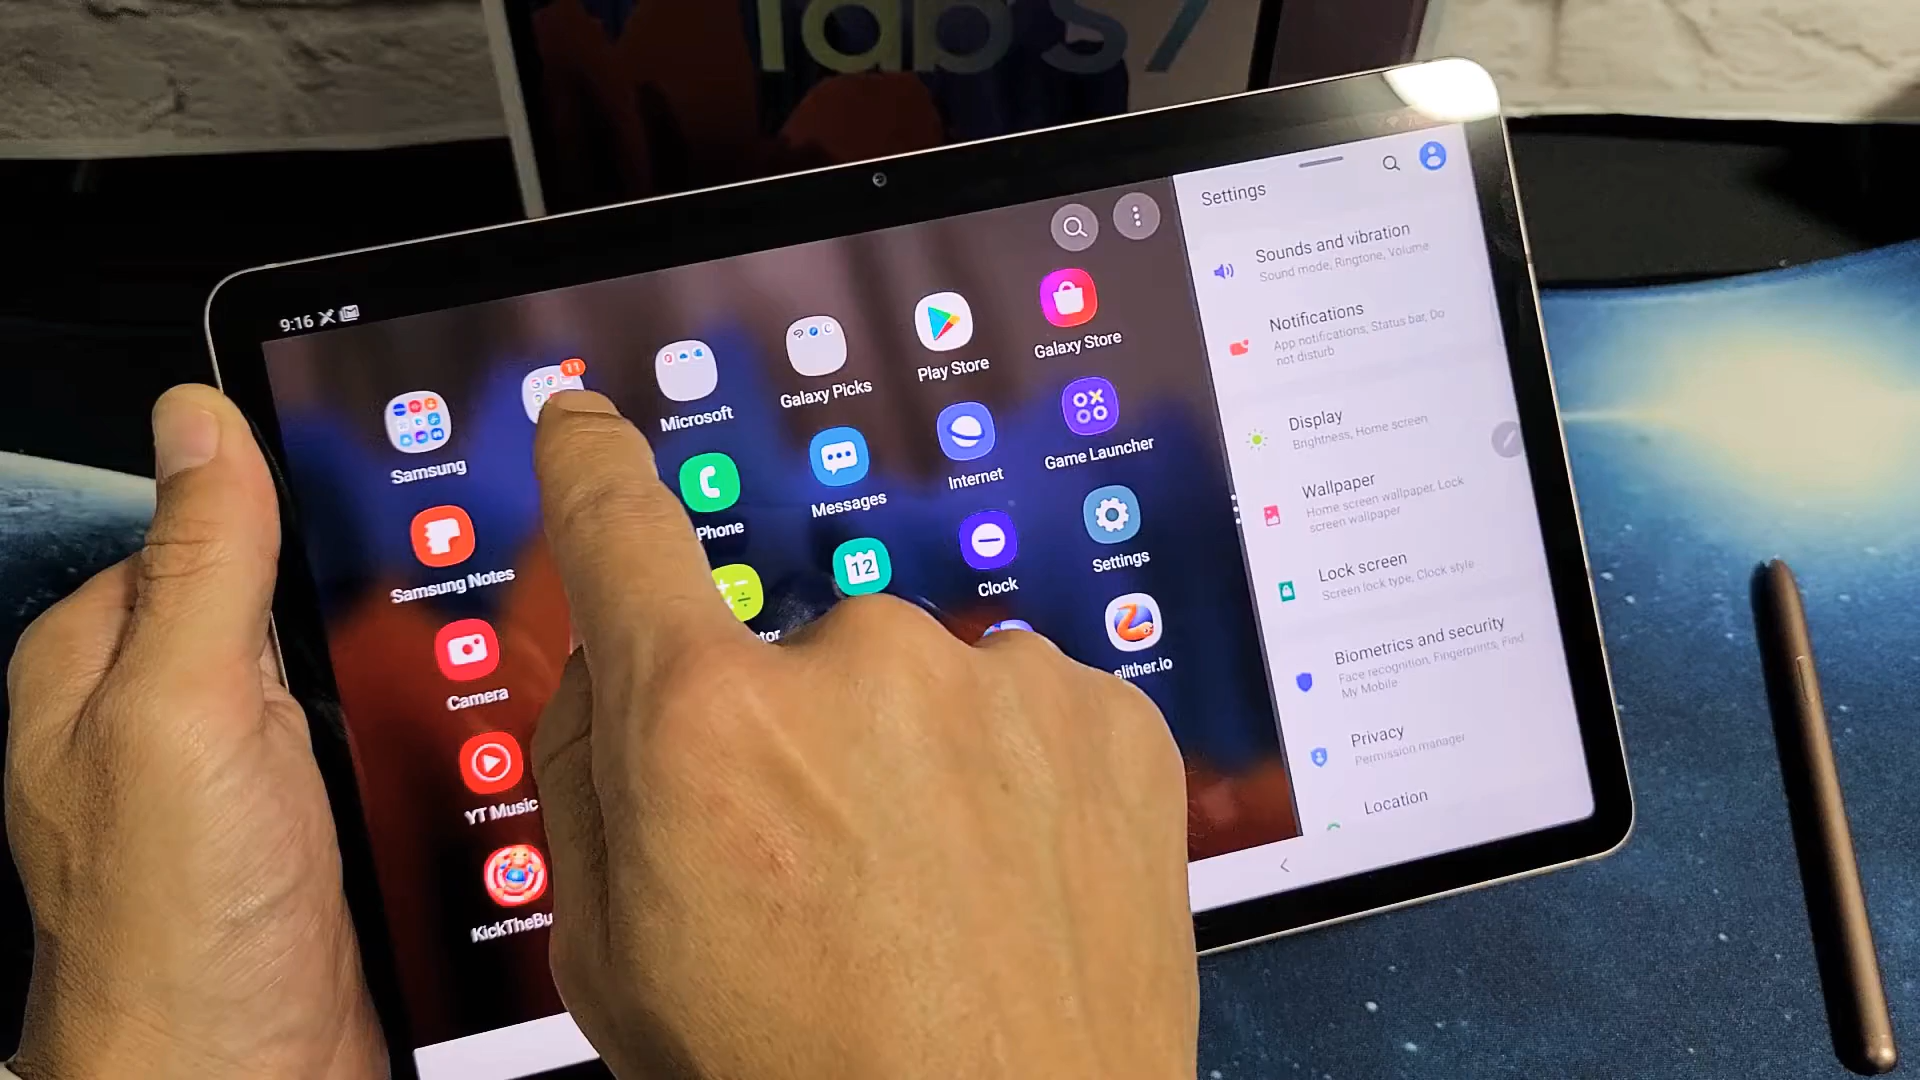 Tab S7
9:16
11
Samsung
Microsoft
Galaxy Picks
Play Store
Galaxy Store
Samsung Notes
Phone
Messages
Internet
Game Launcher
Camera
tor
12
Clock
Settings
YT Music
slither.io
KickTheBu
Settings
Sounds and vibration
Sound mode, Ringtone, Volume
Notifications
App notifications, Status bar, Do
not disturb
Display
Brightness, Home screen
Wallpaper
Home screen wallpaper, Lock
screen wallpaper
Lock screen
Screen lock type, Clock style
Biometrics and security
Face recognition, Fingerprints, Find
My Mobile
Privacy
Permission manager
Location